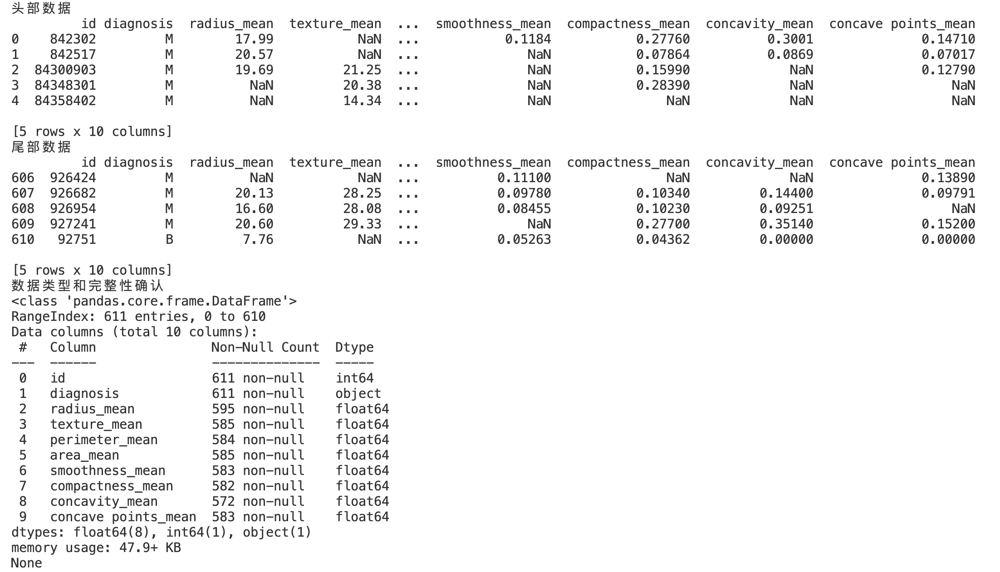 头部数据
         id diagnosis  radius_mean  texture_mean  ...  smoothness_mean  compactness_mean  concavity_mean  concave points_mean
0    842302         M        17.99           NaN  ...           0.1184           0.27760          0.3001              0.14710
1    842517         M        20.57           NaN  ...              NaN           0.07864          0.0869              0.07017
2  84300903         M        19.69         21.25  ...              NaN           0.15990             NaN              0.12790
3  84348301         M          NaN         20.38  ...              NaN           0.28390             NaN                  NaN
4  84358402         M          NaN         14.34  ...              NaN               NaN             NaN                  NaN
[5 rows x 10 columns]
尾部数据
         id diagnosis  radius_mean  texture_mean  ...  smoothness_mean  compactness_mean  concavity_mean  concave points_mean
606  926424         M          NaN           NaN  ...          0.11100               NaN             NaN              0.13890
607  926682         M        20.13         28.25  ...          0.09780           0.10340         0.14400              0.09791
608  926954         M        16.60         28.08  ...          0.08455           0.10230         0.09251                  NaN
609  927241         M        20.60         29.33  ...              NaN           0.27700         0.35140              0.15200
610   92751         B         7.76           NaN  ...          0.05263           0.04362         0.00000              0.00000
[5 rows x 10 columns]
数据类型和完整性确认
<class 'pandas.core.frame.DataFrame'>
RangeIndex: 611 entries, 0 to 610
Data columns (total 10 columns):
 #   Column               Non-Null Count  Dtype
---  ------               --------------  -----
 0   id                   611 non-null    int64
 1   diagnosis            611 non-null    object
 2   radius_mean          595 non-null    float64
 3   texture_mean         585 non-null    float64
 4   perimeter_mean       584 non-null    float64
 5   area_mean            585 non-null    float64
 6   smoothness_mean      583 non-null    float64
 7   compactness_mean     582 non-null    float64
 8   concavity_mean       572 non-null    float64
 9   concave points_mean  583 non-null    float64
dtypes: float64(8), int64(1), object(1)
memory usage: 47.9+ KB
None